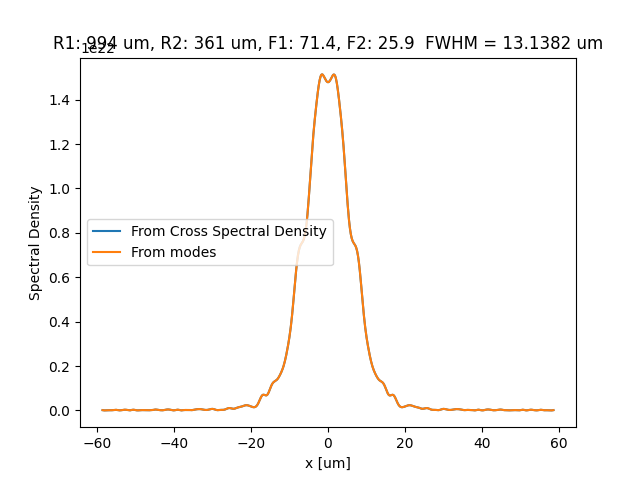 R1: 994 um, R2: 361 um, F1: 71.4, F2: 25.9  FWHM = 13.1382 um
1e22
1.4
1.2
1.0
0.8
0.6
0.4
0.2
0.0
Spectral Density
From Cross Spectral Density
From modes
−60 −40 −20 0 20 40 60
x [um]